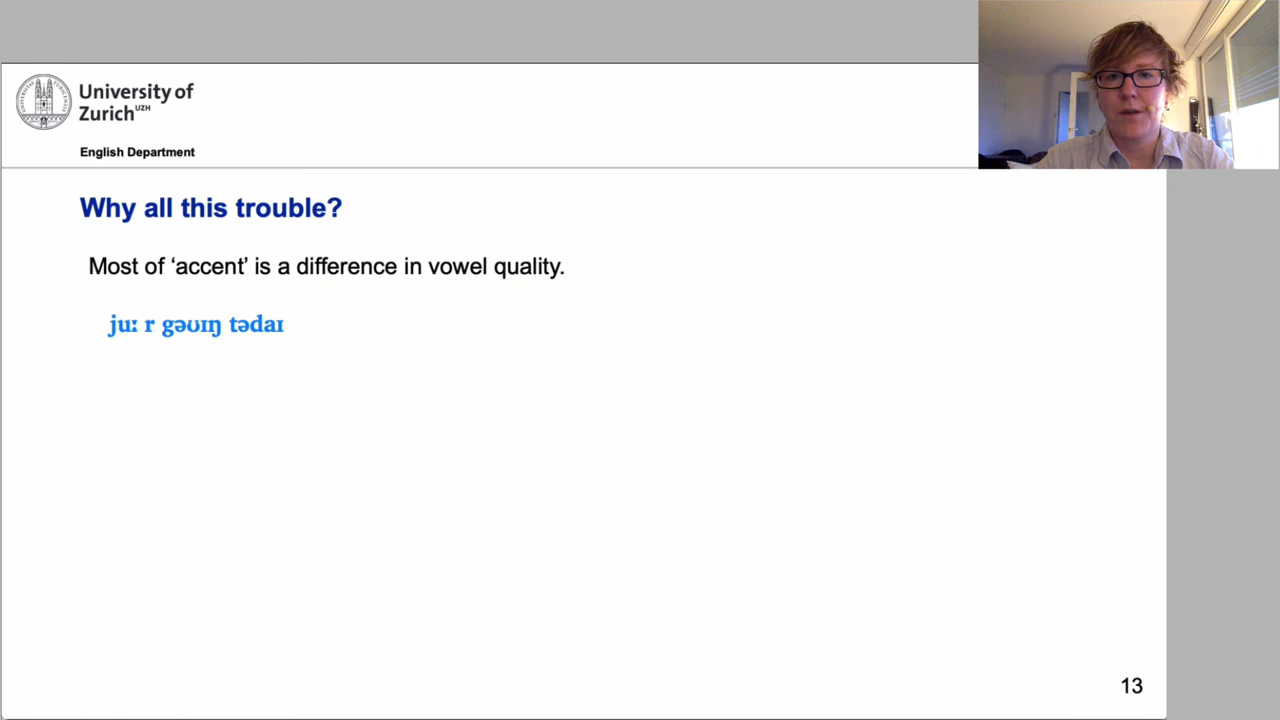 University of
Zurich UZH
English Department
Why all this trouble?
Most of ‘accent’ is a difference in vowel quality.
juː r gəʊɪŋ tədaɪ
13